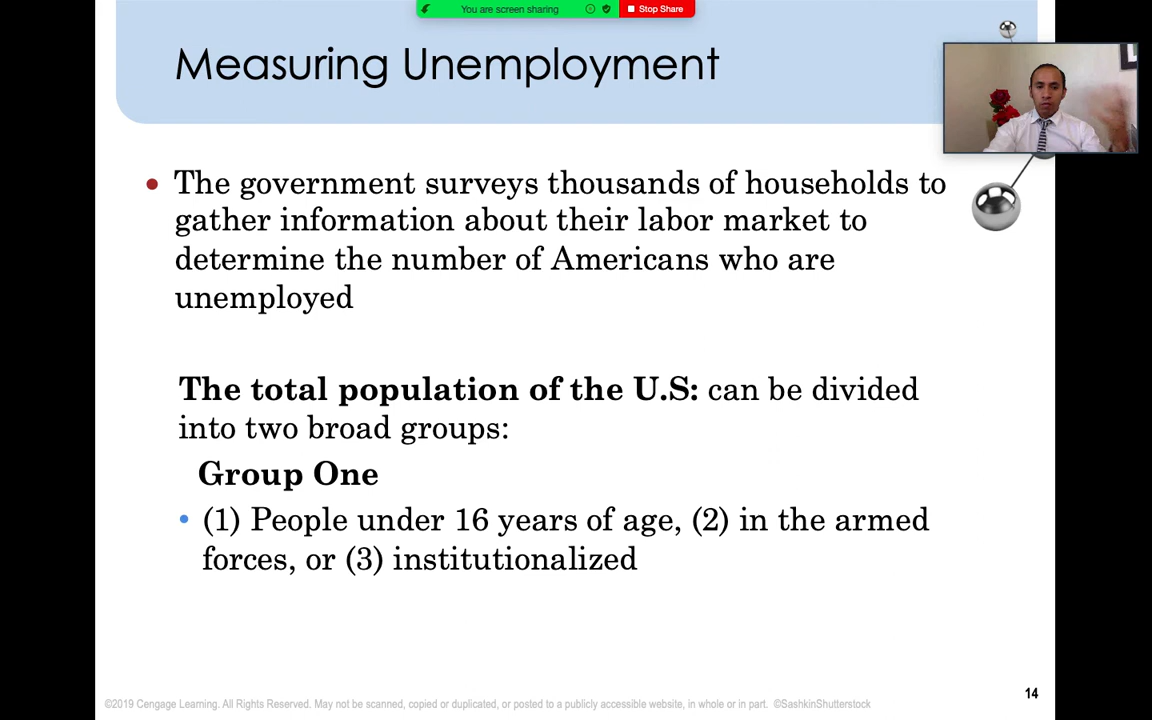 You are screen sharing
Stop Share
Measuring Unemployment
• The government surveys thousands of households to
gather information about their labor market to
determine the number of Americans who are
unemployed
The total population of the U.S: can be divided
into two broad groups:
Group One
• (1) People under 16 years of age, (2) in the armed
forces, or (3) institutionalized
14
©2019 Cengage Learning. All Rights Reserved. May not be scanned, copied or duplicated, or posted to a publicly accessible website, in whole or in part. ©SashkinShutterstock